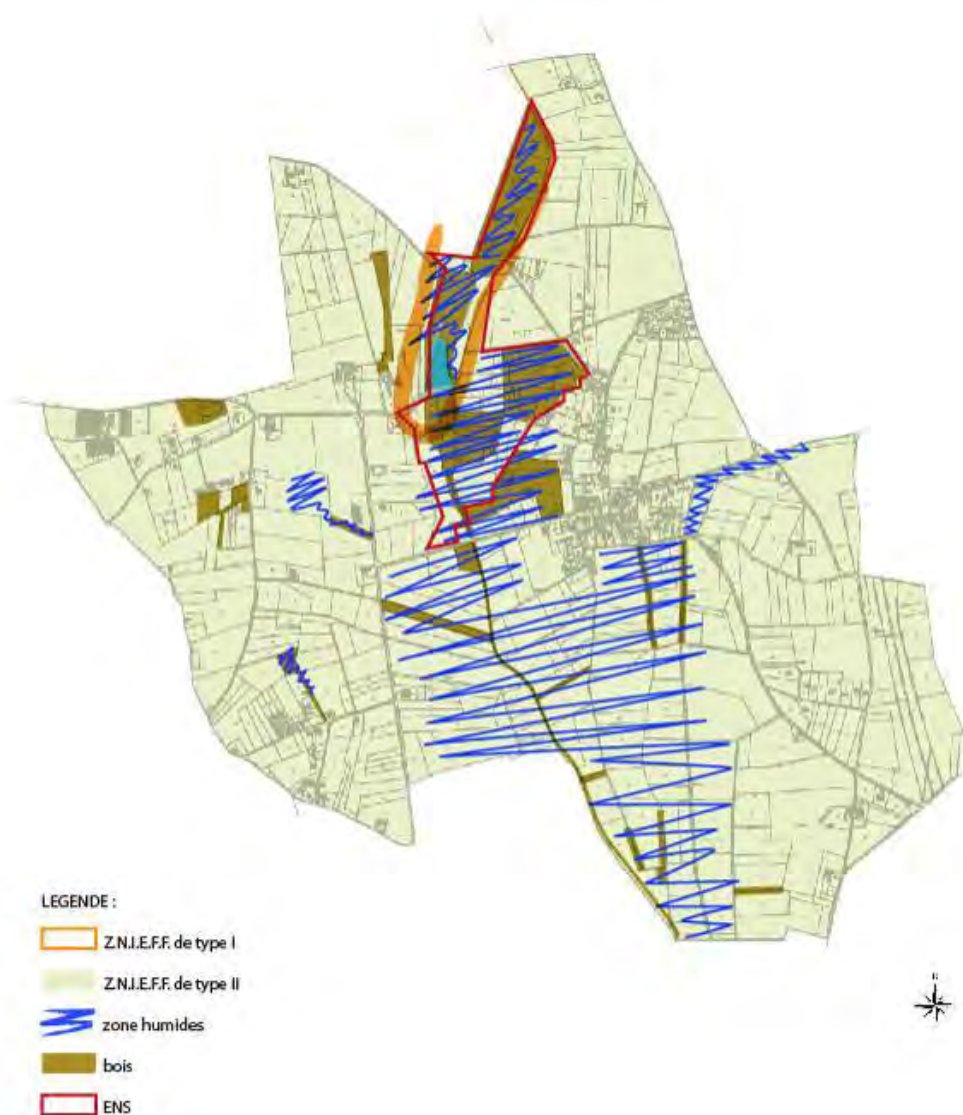 LEGENDE :
Z.N.I.E.F.F. de type I
Z.N.I.E.F.F. de type II
zone humides
bois
ENS